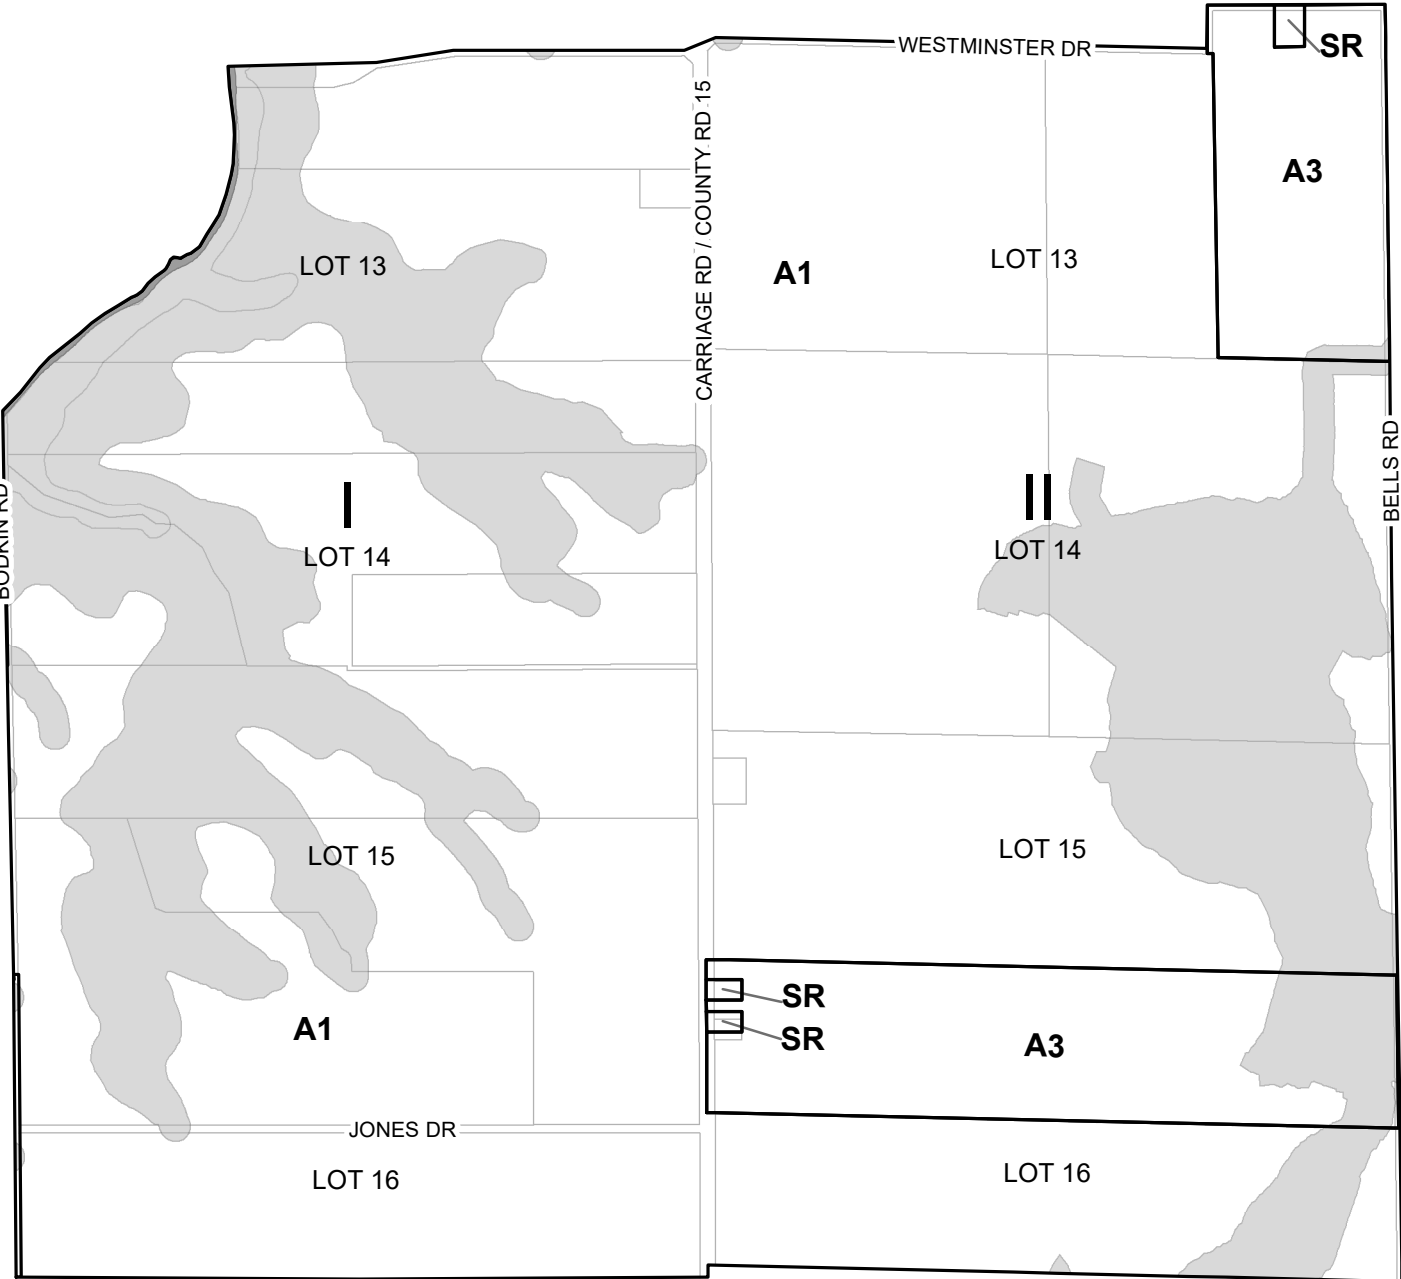 WESTMINSTER DR
SR
A3
CARRIAGE RD / COUNTY RD 15
LOT 13
A1
LOT 13
BODKIN RD
I
LOT 14
II
LOT 14
BELLS RD
LOT 15
LOT 15
SR
SR
A1
A3
JONES DR
LOT 16
LOT 16